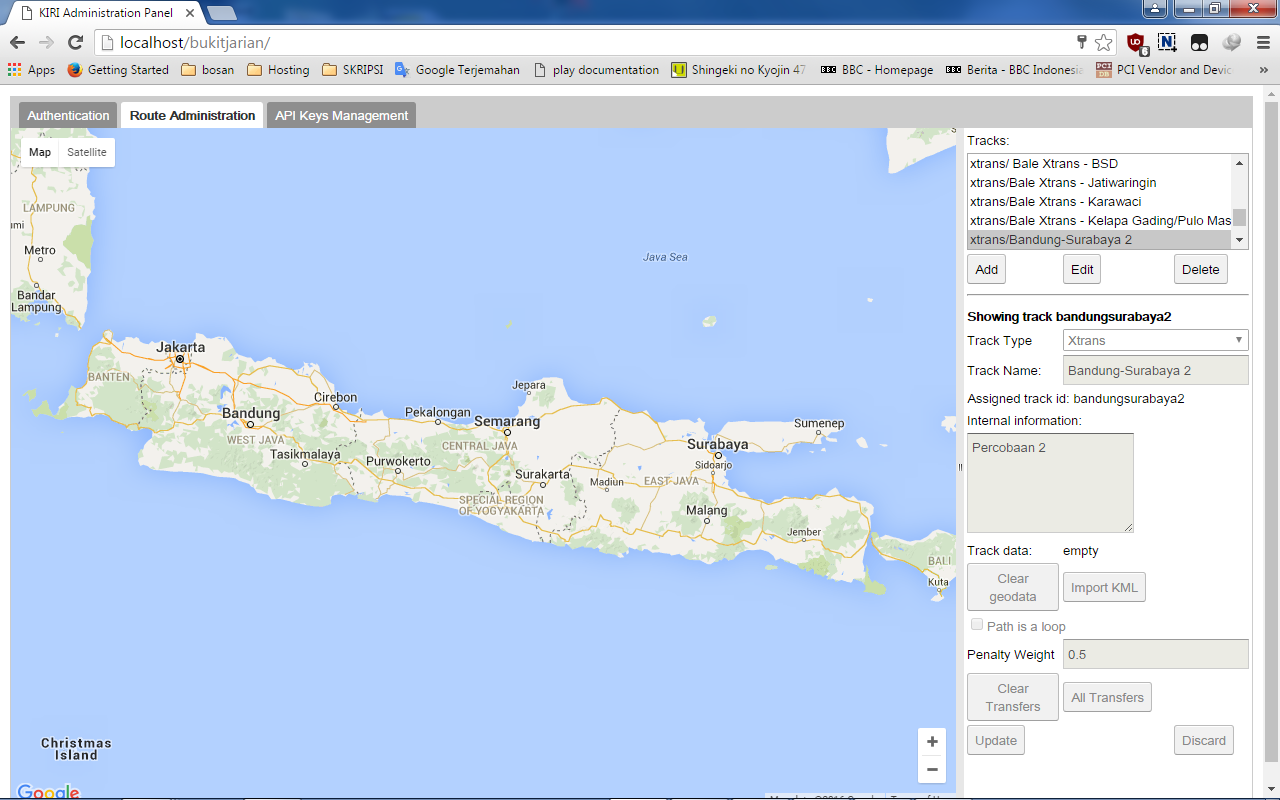 KIRI Administration Panel
localhost/bukitjarian/
6
Apps
Getting Started
bosan
Hosting
SKRIPSI
Google Terjemahan
play documentation
Shingeki no Kyojin 47
BBC - Homepage
Berita - BBC Indonesia
PCI Vendor and Devic
Authentication
Route Administration
API Keys Management
Map
Satellite
LAMPUNG
Metro
Bandar
Lampung
Java Sea
Jakarta
BANTEN
Bandung
WEST JAVA
Cirebon
Tasikmalaya
Pekalongan
Purwokerto
Jepara
Semarang
CENTRAL JAVA
Surakarta
SPECIAL REGION
OF YOGYAKARTA
Madiun
Surabaya
Sidoarjo
EAST JAVA
Malang
Sumenep
Jember
BALI
Kuta
Christmas
Island
Google
Tracks:
xtrans/ Bale Xtrans - BSD
xtrans/Bale Xtrans - Jatiwaringin
xtrans/Bale Xtrans - Karawaci
xtrans/Bale Xtrans - Kelapa Gading/Pulo Mas
xtrans/Bandung-Surabaya 2
Add
Edit
Delete
Showing track bandungsurabaya2
Track Type
Xtrans
Track Name:
Bandung-Surabaya 2
Assigned track id: bandungsurabaya2
Internal information:
Percobaan 2
Track data:
empty
Clear
geodata
Import KML
Path is a loop
Penalty Weight
0.5
Clear
Transfers
All Transfers
Update
Discard